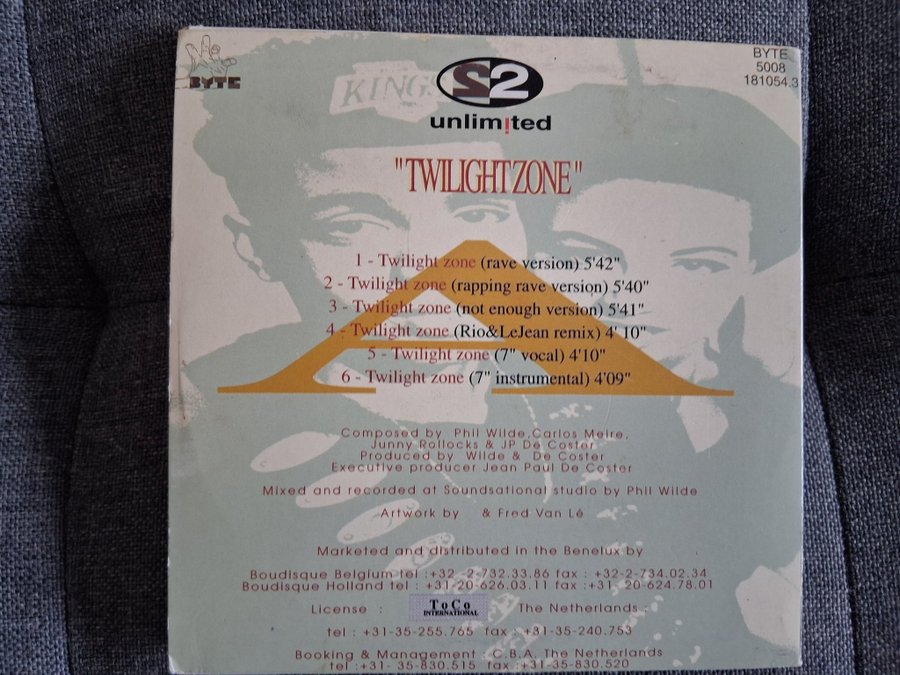 BYTE
BYTE
5008
181054.3
KINGS
2 unlim!ted
"TWILIGHTZONE"
1 - Twilight zone (rave version) 5'42"
2 - Twilight zone (rapping rave version) 5'40"
3 - Twilight zone (not enough version) 5'41"
4 - Twilight zone (Rio&LeJean remix) 4' 10"
5 - Twilight zone (7" vocal) 4'10"
6 - Twilight zone (7" instrumental) 4'09"
Composed by Phil Wilde,Carlos Meire,
Junny Rollocks & JP De Coster
Produced by Wilde & De Coster
Executive producer Jean Paul De Coster
Mixed and recorded at Soundsational studio by Phil Wilde
Artwork by & Fred Van Lé
Marketed and distributed in the Benelux by
Boudisque Belgium tel :+32 -2-732.33.86 fax : +32-2-734.02.34
Boudisque Holland tel : +31-20-626.03.11 fax :+31- 20-624.78.01
License : ToCo INTERNATIONAL The Netherlands :
tel : +31-35-255.765 fax : +31-35-240.753
Booking & Management : C.B.A. The Netherlands
tel :+31- 35-830.515 fax :+31-35-830.520